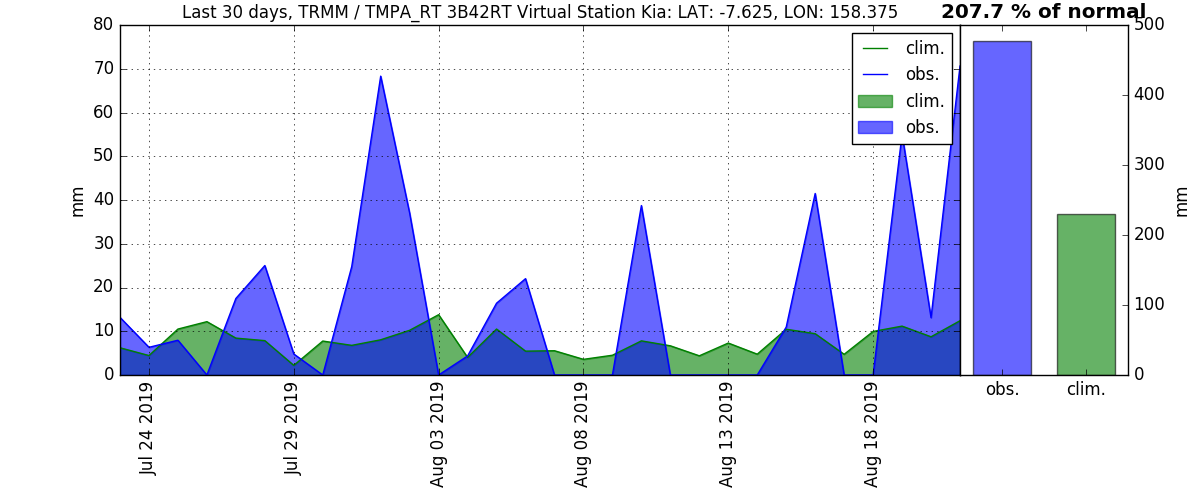 Last 30 days, TRMM / TMPA_RT 3B42RT Virtual Station Kia: LAT: -7.625, LON: 158.375
207.7 % of normal
80
70
60
50
40
30
20
10
0
mm
clim.
obs.
clim.
obs.
Jul 24 2019
Jul 29 2019
Aug 03 2019
Aug 08 2019
Aug 13 2019
Aug 18 2019
500
400
300
200
100
0
mm
obs.
clim.